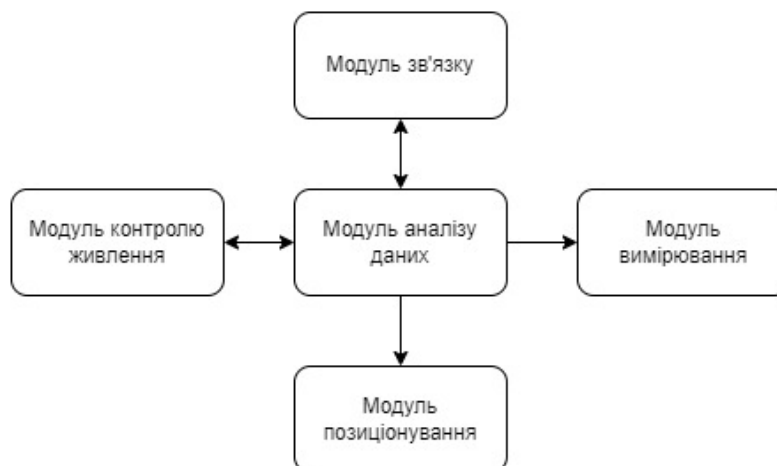 Модуль зв'язку
Модуль контролю
живлення
Модуль аналізу
даних
Модуль
вимірювання
Модуль
позиціонування